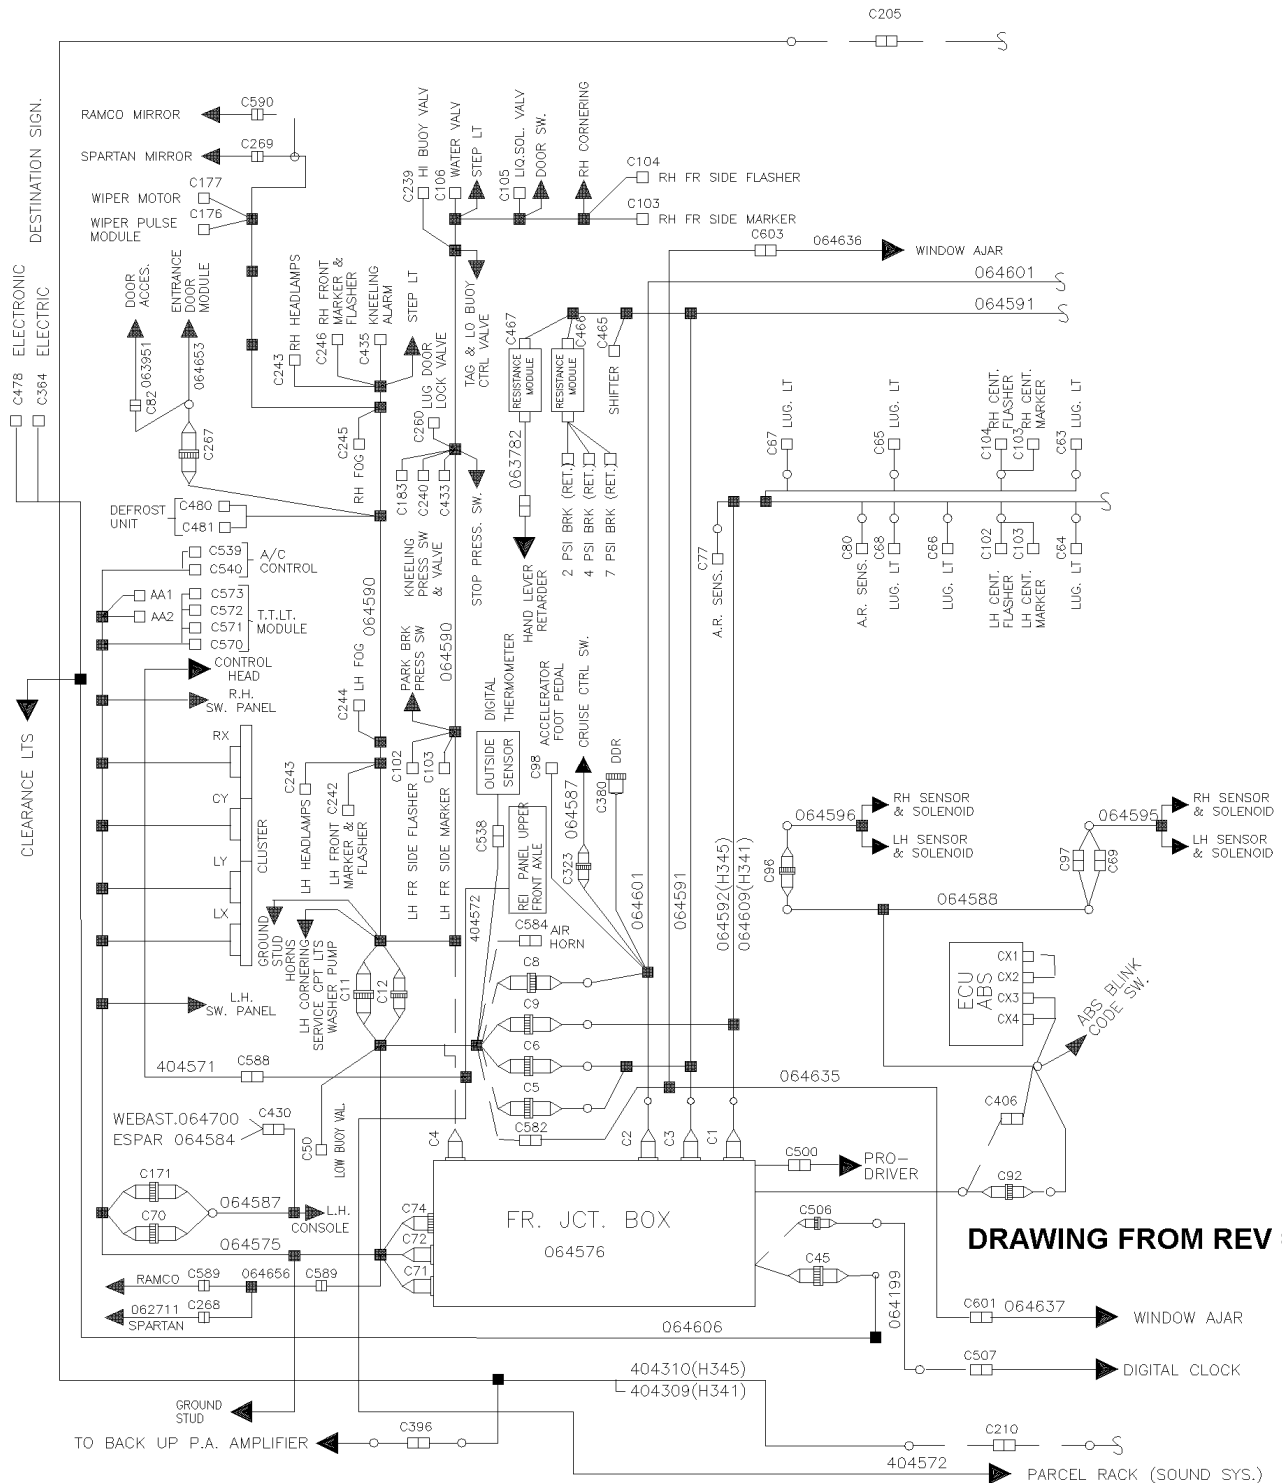 C205
DESTINATION SIGN.
C478 ELECTRONIC
C364 ELECTRIC
RAMCO MIRROR
C590
SPARTAN MIRROR
C269
WIPER MOTOR
C177
WIPER PULSE
MODULE
C176
C239
HI BUOY VALV
C106
WATER VALV
STEP LT
C105
LIQ.SOL. VALV
DOOR SW.
RH CORNERING
C104
RH FR SIDE FLASHER
C103
RH FR SIDE MARKER
C603
064636
WINDOW AJAR
064601
064591
DOOR
ACCES.
ENTRANCE
DOOR
MODULE
C82
063951
064653
C267
C243
RH HEADLAMPS
C246
RH FRONT
MARKER &
FLASHER
C435
KNEELING
ALARM
STEP LT
C260
LUG DOOR
LOCK VALVE
TAG & LO BUOY
CTRL VALVE
C467
RESISTANCE
MODULE
C466
RESISTANCE
MODULE
C465
SHIFTER
063782
HAND LEVER
RETARDER
2 PSI BRK (RET.)
4 PSI BRK (RET.)
7 PSI BRK (RET.)
C245
RH FOG
C183
C240
C433
KNEELING
PRESS SW
& VALVE
STOP PRESS. SW.
C67
LUG. LT
C65
LUG. LT
C104
RH CENT.
FLASHER
C103
RH CENT.
MARKER
C63
LUG. LT
C77
A.R. SENS.
C80
A.R. SENS.
C68
LUG. LT
C66
LUG. LT
C102
LH CENT.
FLASHER
C103
LH CENT.
MARKER
C64
LUG. LT
DEFROST
UNIT
C480
C481
C539
C540
A/C
CONTROL
AA1
AA2
C573
C572
C571
C570
T.T.LT.
MODULE
CONTROL
HEAD
R.H.
SW. PANEL
CLEARANCE LTS
RX
CY
LY
LX
CLUSTER
064590
064590
C244
LH FOG
PARK BRK
PRESS SW
C243
LH HEADLAMPS
C242
LH FRONT
MARKER &
FLASHER
C102
LH FR SIDE FLASHER
C103
LH FR SIDE MARKER
DIGITAL
THERMOMETER
OUTSIDE
SENSOR
C538
404572
REI PANEL UPPER
FRONT AXLE
C98
ACCELERATOR
FOOT PEDAL
CRUISE CTRL SW.
064587
C323
C380
DDR
064601
064591
064592(H345)
064609(H341)
064596
RH SENSOR
& SOLENOID
LH SENSOR
& SOLENOID
064595
RH SENSOR
& SOLENOID
LH SENSOR
& SOLENOID
C96
C97
C69
064588
GROUND
STUD
HORNS
LH CORNERING
SERVICE CPT LTS
WASHER PUMP
C11
C12
C584
AIR
HORN
C8
C9
C6
C5
C582
ECU
ABS
CX1
CX2
CX3
CX4
ABS BLINK
CODE SW.
L.H.
SW. PANEL
404571
C588
WEBAST.064700
ESPAR 064584
C430
C50
LOW BUOY VAL.
C4
C2
C3
C1
064635
C406
C92
C171
C70
064587
L.H.
CONSOLE
064575
C74
C72
C71
FR. JCT. BOX
064576
C500
PRO-
DRIVER
C506
C45
064199
DRAWING FROM REV
RAMCO
C589
064656
C589
062711
SPARTAN
C268
064606
C601
064637
WINDOW AJAR
C507
DIGITAL CLOCK
404310(H345)
404309(H341)
GROUND
STUD
TO BACK UP P.A. AMPLIFIER
C396
C210
404572
PARCEL RACK (SOUND SYS.)